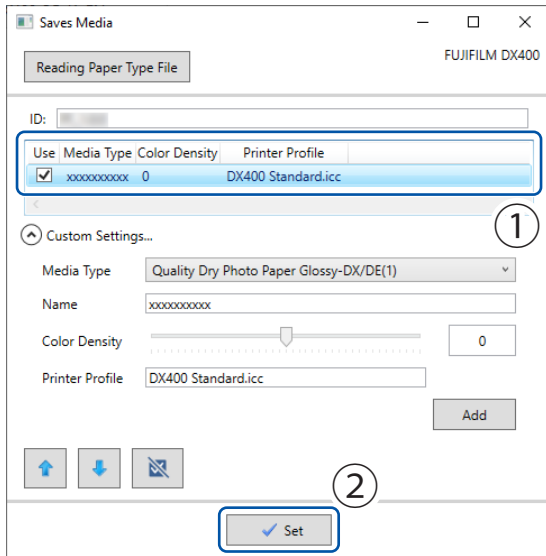 Saves Media
FUJIFILM DX400
Reading Paper Type File
ID:
Use Media Type Color Density Printer Profile
xxxxxxxxxx 0 DX400 Standard.icc
1
Custom Settings...
Media Type Quality Dry Photo Paper Glossy-DX/DE(1)
Name xxxxxxxxxx
Color Density 0
Printer Profile DX400 Standard.icc
Add
2
Set